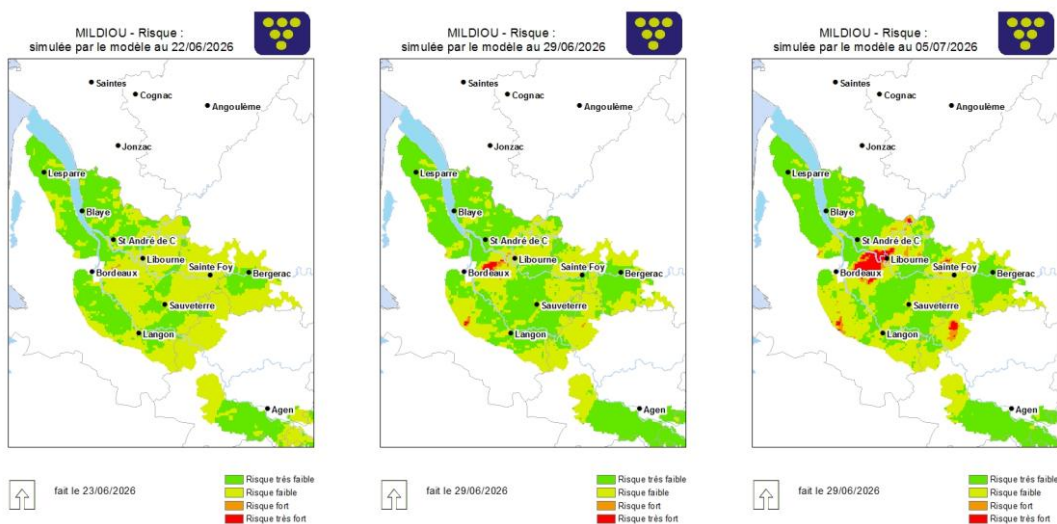 MILDIOU - Risque :
simulée par le modèle au 22/06/2026
Saintes
Cognac
Angoulême
Jonzac
Lesparre
Blaye
St André de C
Libourne
Bordeaux
Sainte Foy
Bergerac
Sauveterre
Langon
Agen
fait le 23/06/2026
Risque très faible
Risque faible
Risque fort
Risque très fort
MILDIOU - Risque :
simulée par le modèle au 29/06/2026
Saintes
Cognac
Angoulême
Jonzac
Lesparre
Blaye
St André de C
Libourne
Bordeaux
Sainte Foy
Bergerac
Sauveterre
Langon
Agen
fait le 29/06/2026
Risque très faible
Risque faible
Risque fort
Risque très fort
MILDIOU - Risque :
simulée par le modèle au 05/07/2026
Saintes
Cognac
Angoulême
Jonzac
Lesparre
Blaye
St André de C
Libourne
Bordeaux
Sainte Foy
Bergerac
Sauveterre
Langon
Agen
fait le 29/06/2026
Risque très faible
Risque faible
Risque fort
Risque très fort